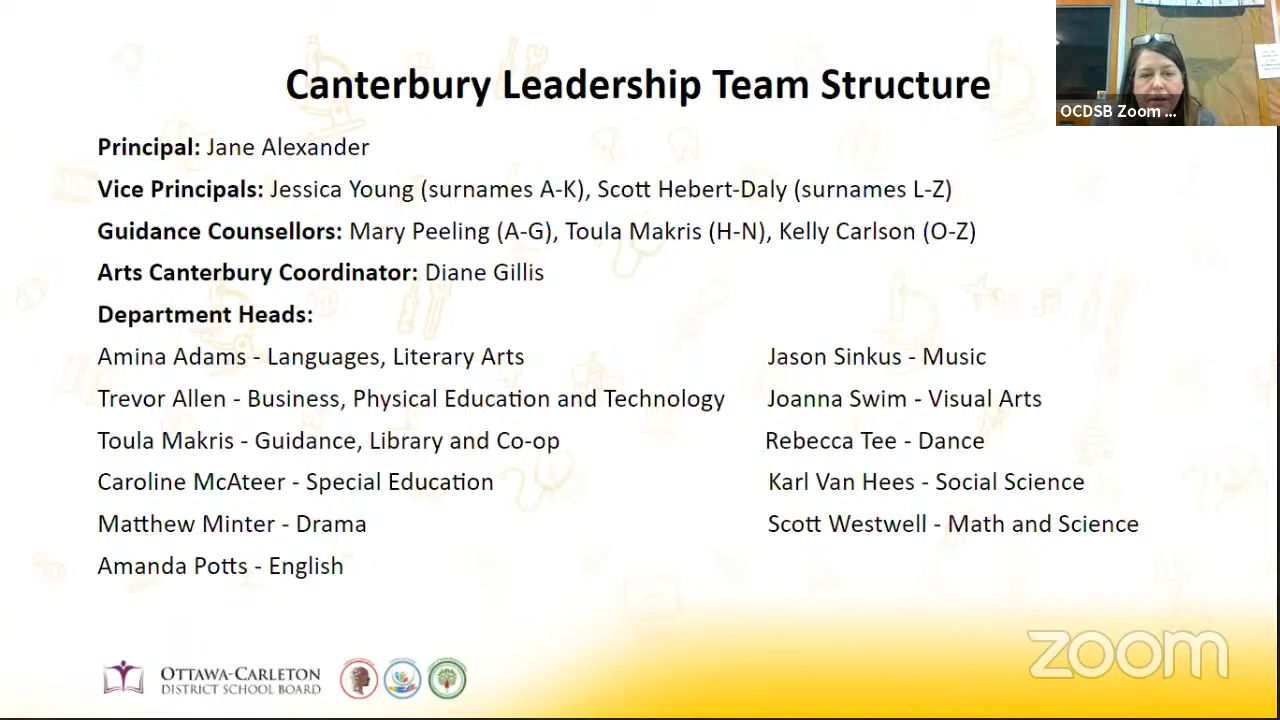 Canterbury Leadership Team Structure
OCDSB Zoom ...
Principal: Jane Alexander
Vice Principals: Jessica Young (surnames A-K), Scott Hebert-Daly (surnames L-Z)
Guidance Counsellors: Mary Peeling (A-G), Toula Makris (H-N), Kelly Carlson (O-Z)
Arts Canterbury Coordinator: Diane Gillis
Department Heads:
Amina Adams - Languages, Literary Arts
Trevor Allen - Business, Physical Education and Technology
Toula Makris - Guidance, Library and Co-op
Caroline McAteer - Special Education
Matthew Minter - Drama
Amanda Potts - English
Jason Sinkus - Music
Joanna Swim - Visual Arts
Rebecca Tee - Dance
Karl Van Hees - Social Science
Scott Westwell - Math and Science
OTTAWA-CARLETON
DISTRICT SCHOOL BOARD
zoom